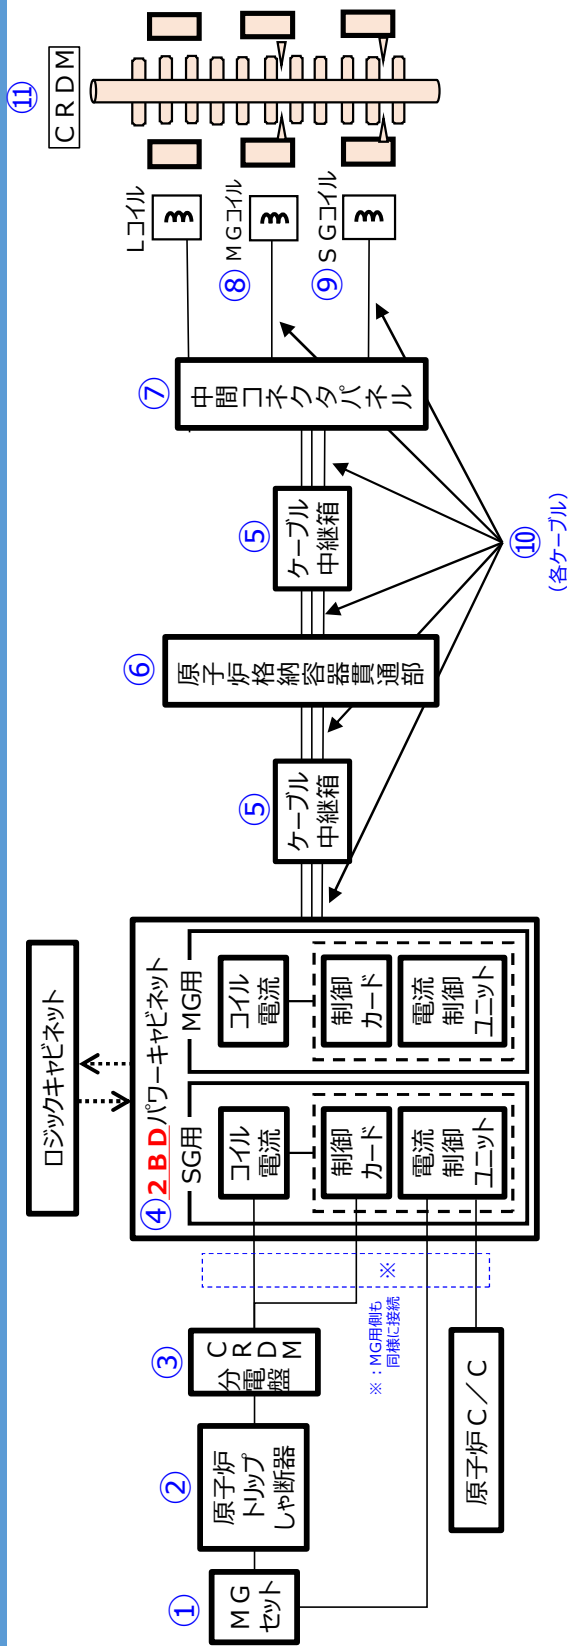 ①
MG
セット
②
原子炉
トリップ
しゃ断器
③
CRDM
分電盤
原子炉C/C
※
※:MG用側も
同様に接続
ロジックキャビネット
④2BDパワーキャビネット
SG用
コイル
電流
制御
カード
電流
制御
ユニット
MG用
コイル
電流
制御
カード
電流
制御
ユニット
⑤
ケーブル
中継箱
⑥
原子炉格納容器貫通部
⑤
ケーブル
中継箱
⑦
中間コネクタパネル
⑩
(各ケーブル)
Lコイル
⑧
MGコイル
⑨
SGコイル
⑪
CRDM